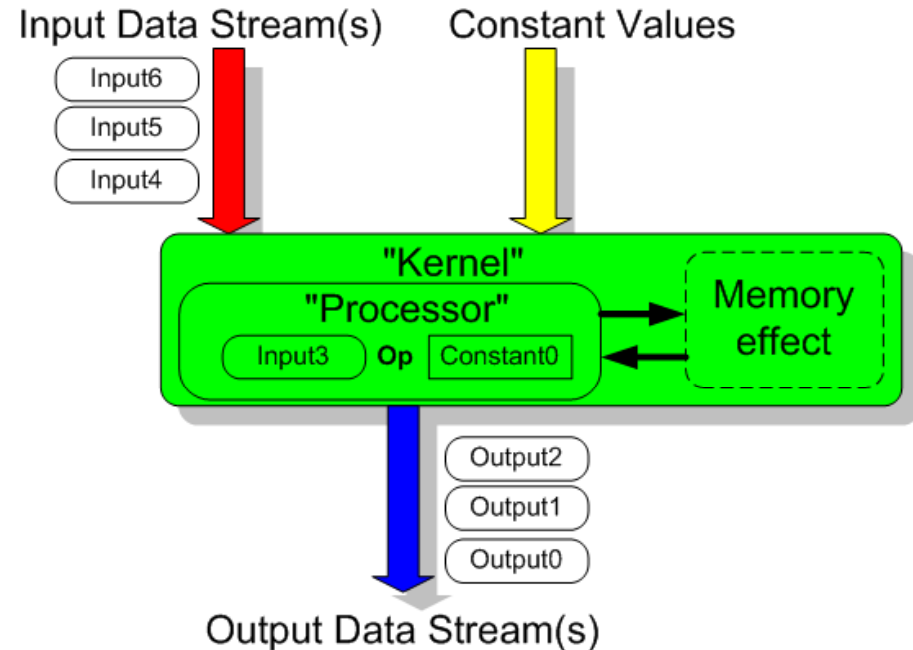 Input Data Stream(s)
Constant Values
Input6
Input5
Input4
"Kernel"
"Processor"
Input3 Op Constant0
Memory
effect
Output2
Output1
Output0
Output Data Stream(s)